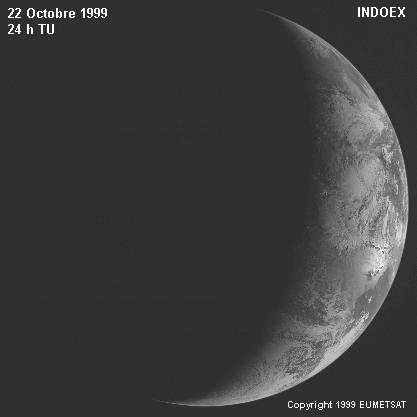 22 Octobre 1999
24 h TU
INDOEX
Copyright 1999 EUMETSAT